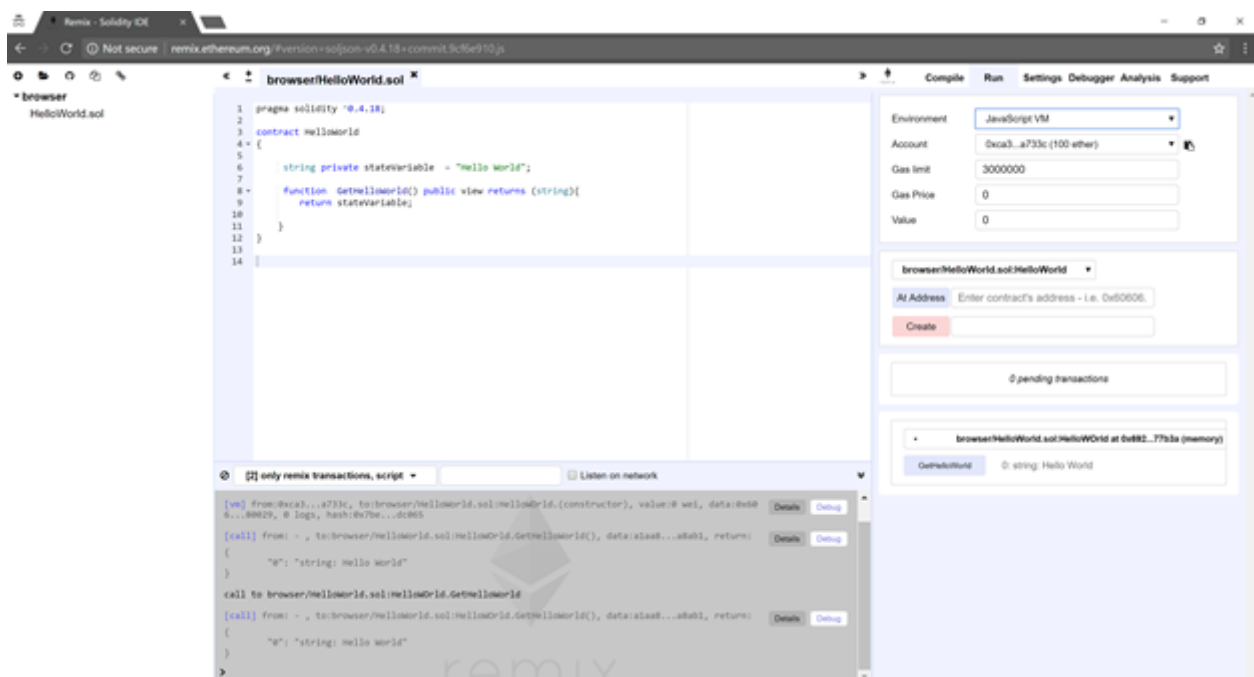 Remix - Solidity IDE
Not secure | remix.ethereum.org/#version=soljson-v0.4.18+commit.9cf6e910.js
browser
HelloWorld.sol
browser/HelloWorld.sol
Compile Run Settings Debugger Analysis Support
1 pragma solidity ^0.4.18;
2
3 contract HelloWorld
4 {
5
6 string private stateVariable = "Hello World";
7
8 function GetHelloWorld() public view returns (string){
9 return stateVariable;
10
11 }
12 }
13
14
Environment JavaScript VM
Account 0xca3...a733c (100 ether)
Gas limit 3000000
Gas Price 0
Value 0
browser/HelloWorld.sol:HelloWorld
At Address Enter contract's address - i.e. 0x60606.
Create
0 pending transactions
browser/HelloWorld.sol:HelloWOrld at 0x692...77b3a (memory)
GetHelloWorld 0: string: Hello World
[2] only remix transactions, script
Listen on network
[vm] from:0xca3...a733c, to:browser/HelloWorld.sol:HelloWOrld.(constructor), value:0 wei, data:0x60
6...80029, 0 logs, hash:0x7be...dc065 Details Debug
[call] from: - , to:browser/HelloWorld.sol:HelloWOrld.GetHelloWorld(), data:a1aa8...a8ab1, return: Details Debug
{
"0": "string: Hello World"
}
call to browser/HelloWorld.sol:HelloWOrld.GetHelloWorld
[call] from: - , to:browser/HelloWorld.sol:HelloWOrld.GetHelloWorld(), data:a1aa8...a8ab1, return: Details Debug
{
"0": "string: Hello World"
}
remix